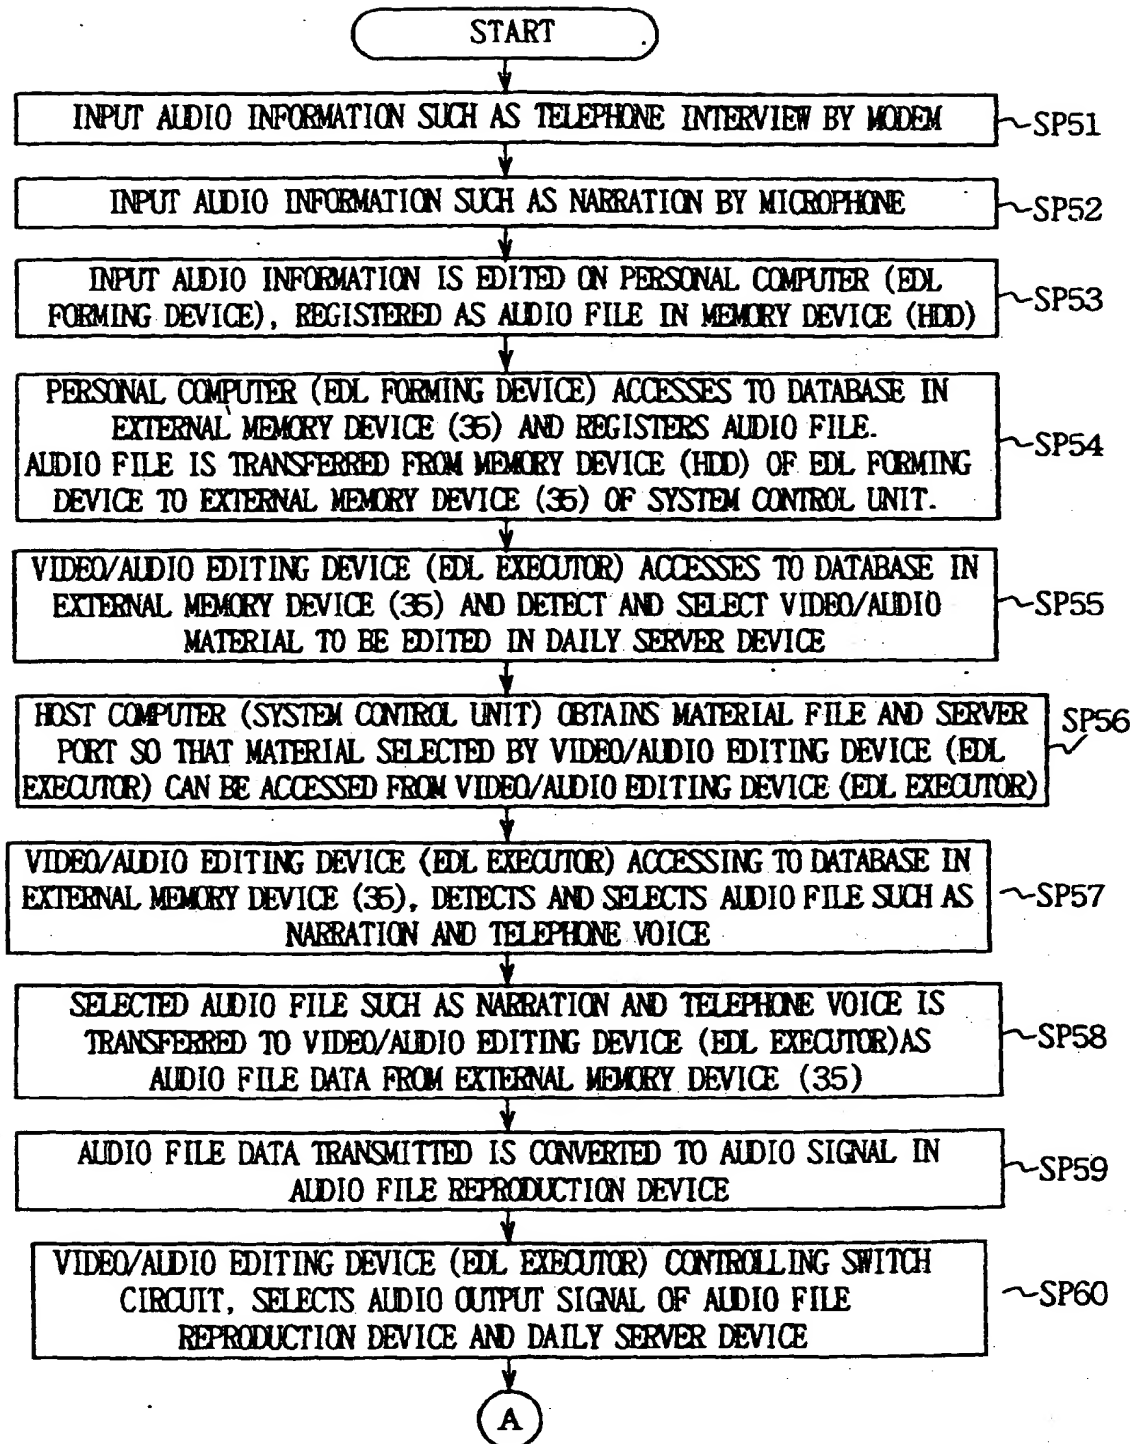 START
INPUT AUDIO INFORMATION SUCH AS TELEPHONE INTERVIEW BY MODEM
SP51
INPUT AUDIO INFORMATION SUCH AS NARRATION BY MICROPHONE
SP52
INPUT AUDIO INFORMATION IS EDITED ON PERSONAL COMPUTER (EDL
FORMING DEVICE), REGISTERED AS AUDIO FILE IN MEMORY DEVICE (HDD)
SP53
PERSONAL COMPUTER (EDL FORMING DEVICE) ACCESSES TO DATABASE IN
EXTERNAL MEMORY DEVICE (35) AND REGISTERS AUDIO FILE.
AUDIO FILE IS TRANSFERRED FROM MEMORY DEVICE (HDD) OF EDL FORMING
DEVICE TO EXTERNAL MEMORY DEVICE (35) OF SYSTEM CONTROL UNIT.
SP54
VIDEO/AUDIO EDITING DEVICE (EDL EXECUTOR) ACCESSES TO DATABASE IN
EXTERNAL MEMORY DEVICE (35) AND DETECT AND SELECT VIDEO/AUDIO
MATERIAL TO BE EDITED IN DAILY SERVER DEVICE
SP55
HOST COMPUTER (SYSTEM CONTROL UNIT) OBTAINS MATERIAL FILE AND SERVER
PORT SO THAT MATERIAL SELECTED BY VIDEO/AUDIO EDITING DEVICE (EDL
EXECUTOR) CAN BE ACCESSED FROM VIDEO/AUDIO EDITING DEVICE (EDL EXECUTOR)
SP56
VIDEO/AUDIO EDITING DEVICE (EDL EXECUTOR) ACCESSING TO DATABASE IN
EXTERNAL MEMORY DEVICE (35), DETECTS AND SELECTS AUDIO FILE SUCH AS
NARRATION AND TELEPHONE VOICE
SP57
SELECTED AUDIO FILE SUCH AS NARRATION AND TELEPHONE VOICE IS
TRANSFERRED TO VIDEO/AUDIO EDITING DEVICE (EDL EXECUTOR)AS
AUDIO FILE DATA FROM EXTERNAL MEMORY DEVICE (35)
SP58
AUDIO FILE DATA TRANSMITTED IS CONVERTED TO AUDIO SIGNAL IN
AUDIO FILE REPRODUCTION DEVICE
SP59
VIDEO/AUDIO EDITING DEVICE (EDL EXECUTOR) CONTROLLING SWITCH
CIRCUIT, SELECTS AUDIO OUTPUT SIGNAL OF AUDIO FILE
REPRODUCTION DEVICE AND DAILY SERVER DEVICE
SP60
A